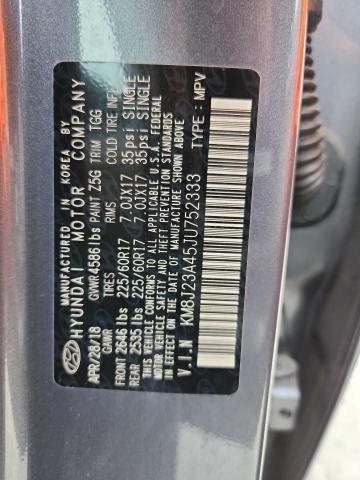 MANUFACTURED IN KOREA BY
HYUNDAI MOTOR COMPANY
APR/28/18 GVWR 4586 lbs PAINT Z5G TRIM TGG
GAWR TIRES RIMS COLD TIRE INFL
FRONT 2646 lbs 225/60R17 7.0JX17 35psi SINGLE
REAR 2335 lbs 225/60R17 7.0JX17 35psi SINGLE
THIS VEHICLE CONFORMS TO ALL APPLICABLE U.S.A. FEDERAL
MOTOR VEHICLE SAFETY, BUMPER, AND THEFT PREVENTION STANDARDS
IN EFFECT ON THE DATE OF MANUFACTURE SHOWN ABOVE.
V.I.N KM8J23A45JU752333 TYPE : MPV